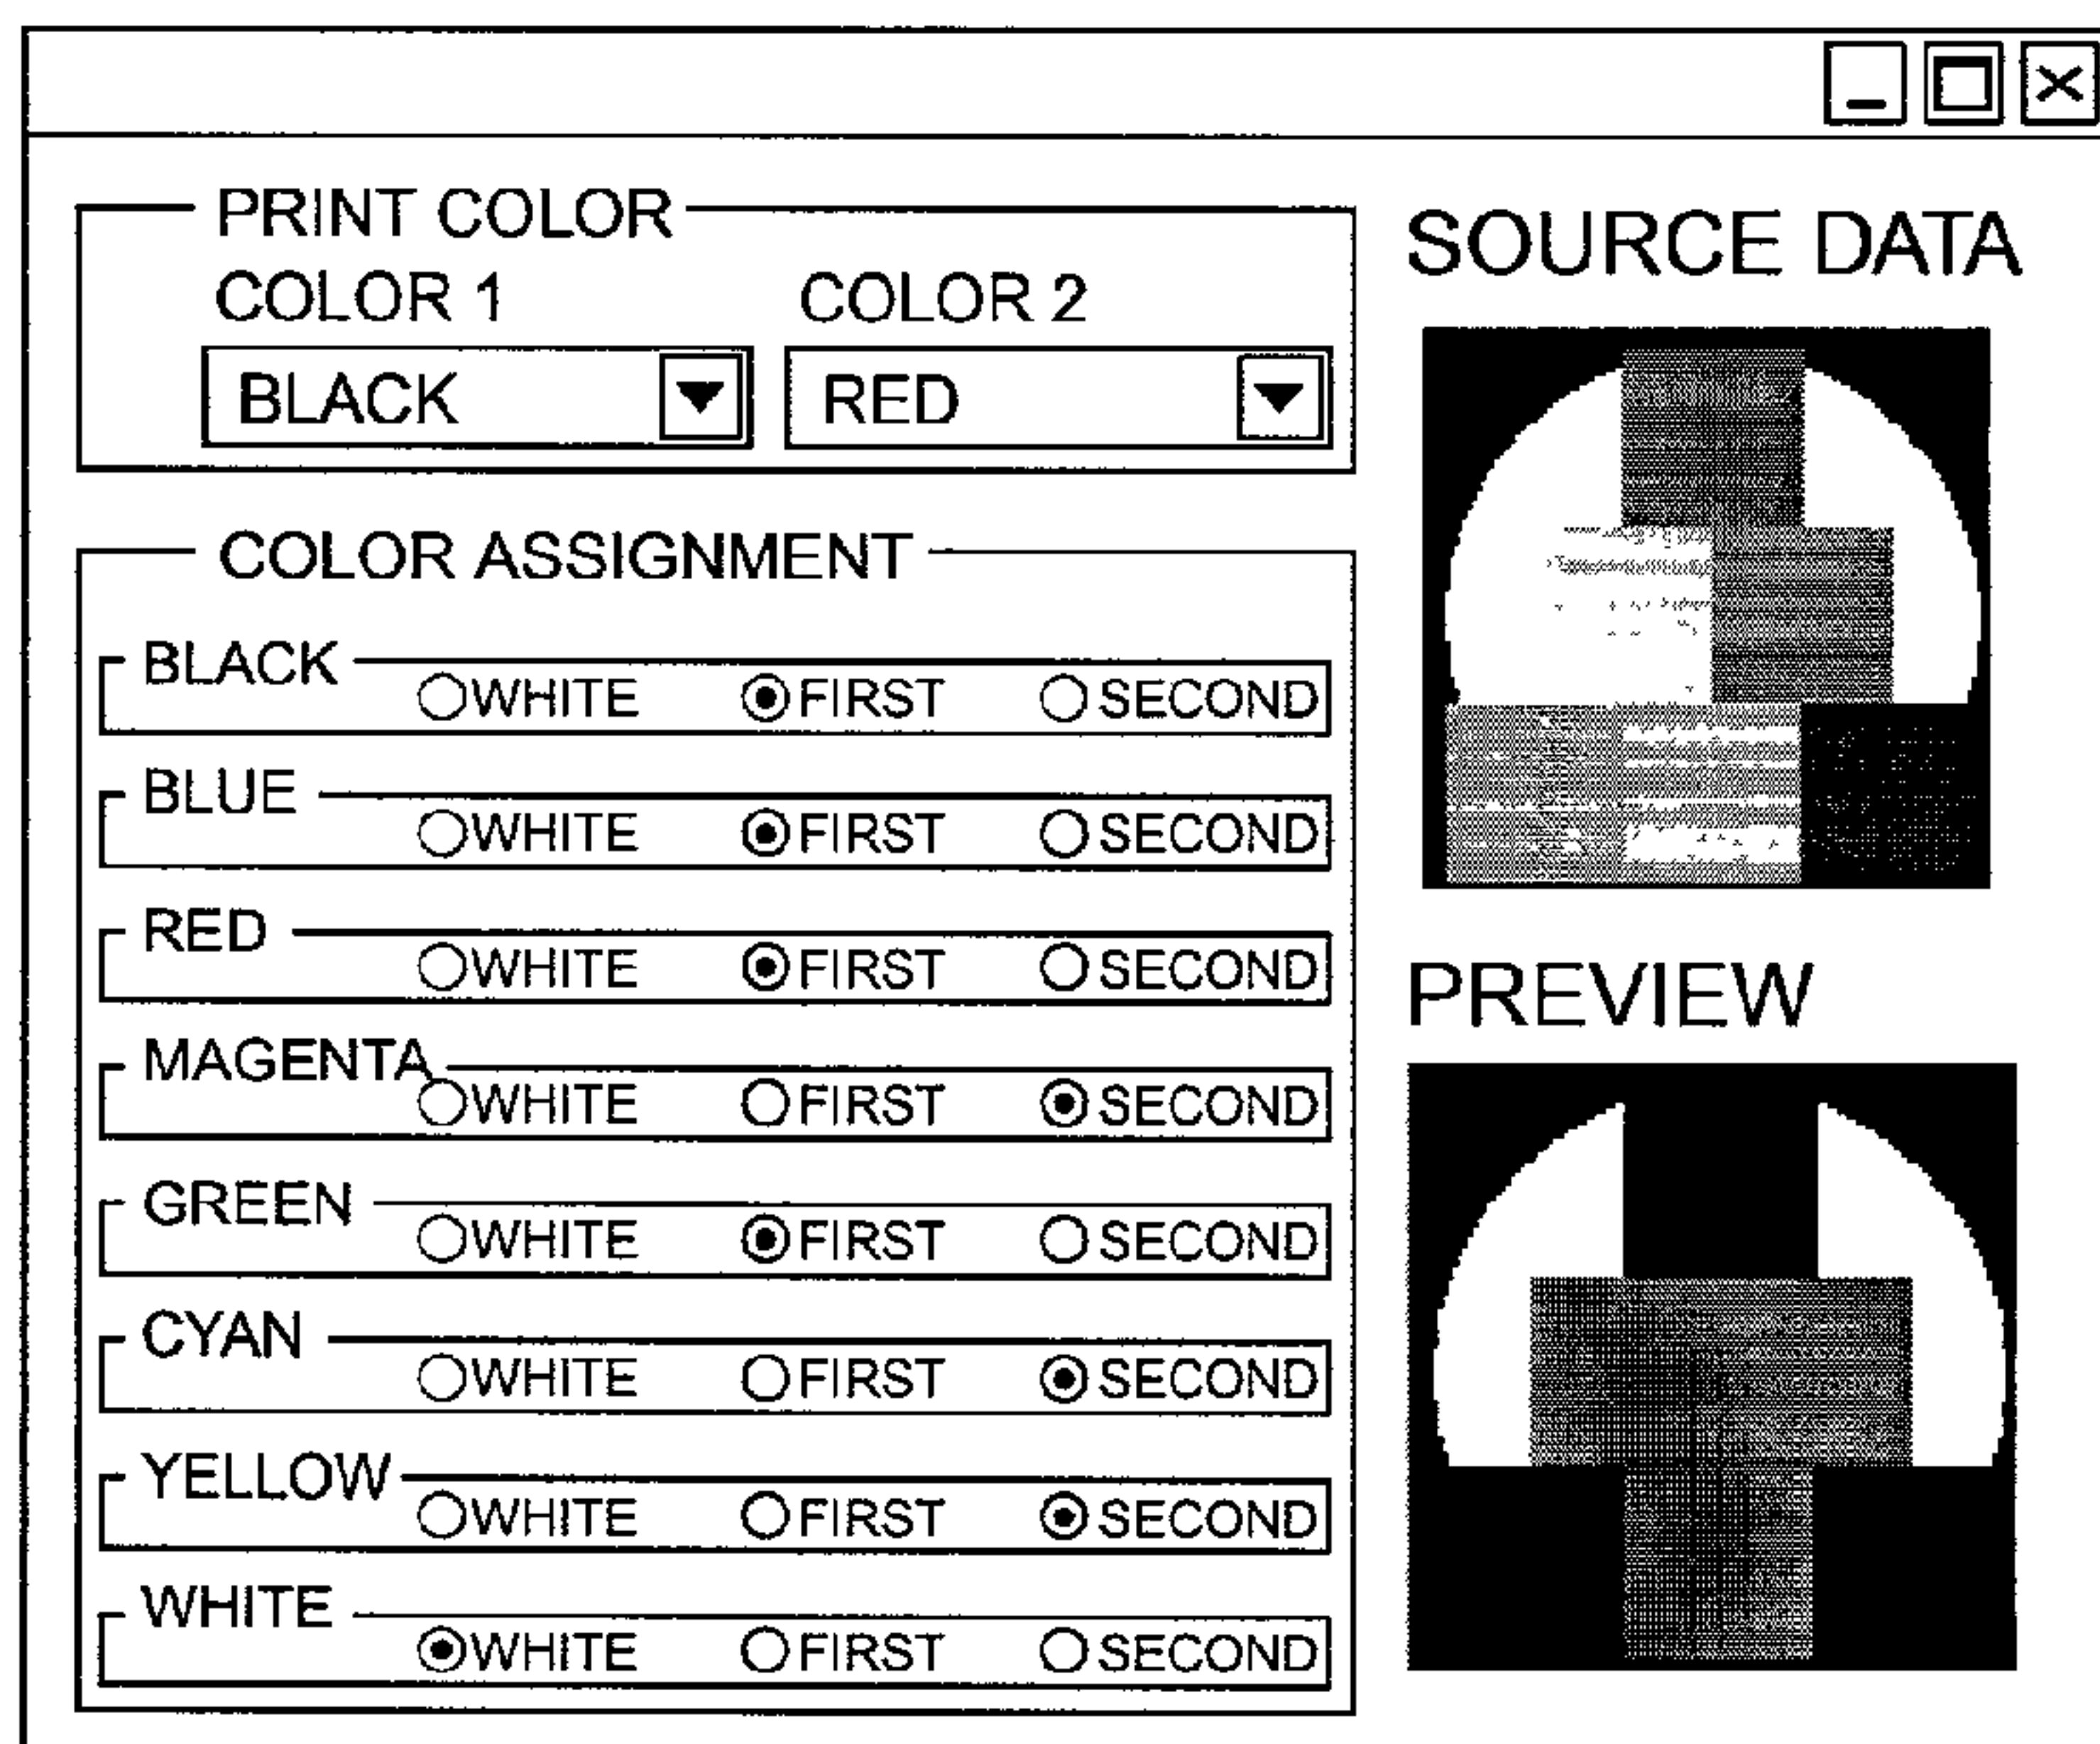 PRINT COLOR
COLOR 1 COLOR 2
BLACK RED
COLOR ASSIGNMENT
BLACK
WHITE FIRST SECOND
BLUE
WHITE FIRST SECOND
RED
WHITE FIRST SECOND
MAGENTA
WHITE FIRST SECOND
GREEN
WHITE FIRST SECOND
CYAN
WHITE FIRST SECOND
YELLOW
WHITE FIRST SECOND
WHITE
WHITE FIRST SECOND
SOURCE DATA
PREVIEW